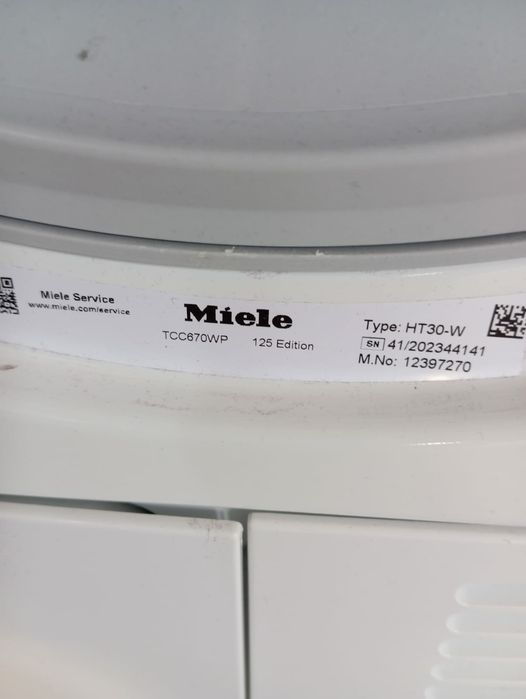 Miele Service
www.miele.com/service
Miele
TCC670WP 125 Edition
Type: HT30-W
SN 41/202344141
M.No: 12397270